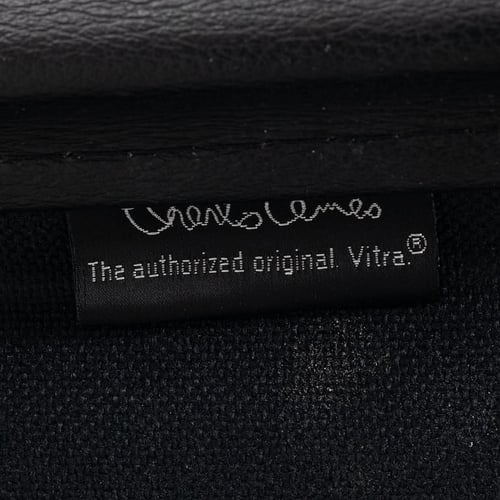 Charles Eames
The authorized original. Vitra.®